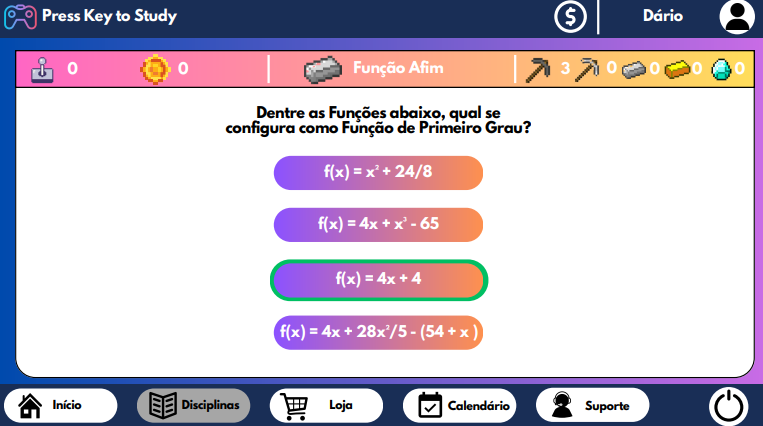 Press Key to Study
$
Dário
0
0
Função Afim
3
0
0
0
0
Dentre as Funções abaixo, qual se
configura como Função de Primeiro Grau?
f(x) = x² + 24/8
f(x) = 4x + x³ - 65
f(x) = 4x + 4
f(x) = 4x + 28x²/5 - (54 + x )
Início
Disciplinas
Loja
Calendário
Suporte